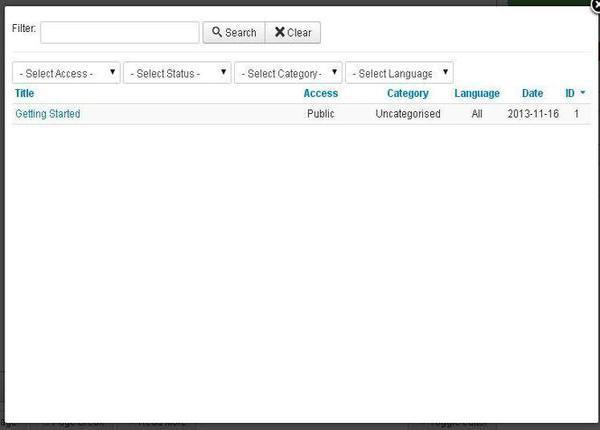 Filter: Search Clear
- Select Access - - Select Status - - Select Category - - Select Language
Title Access Category Language Date ID
Getting Started Public Uncategorised All 2013-11-16 1